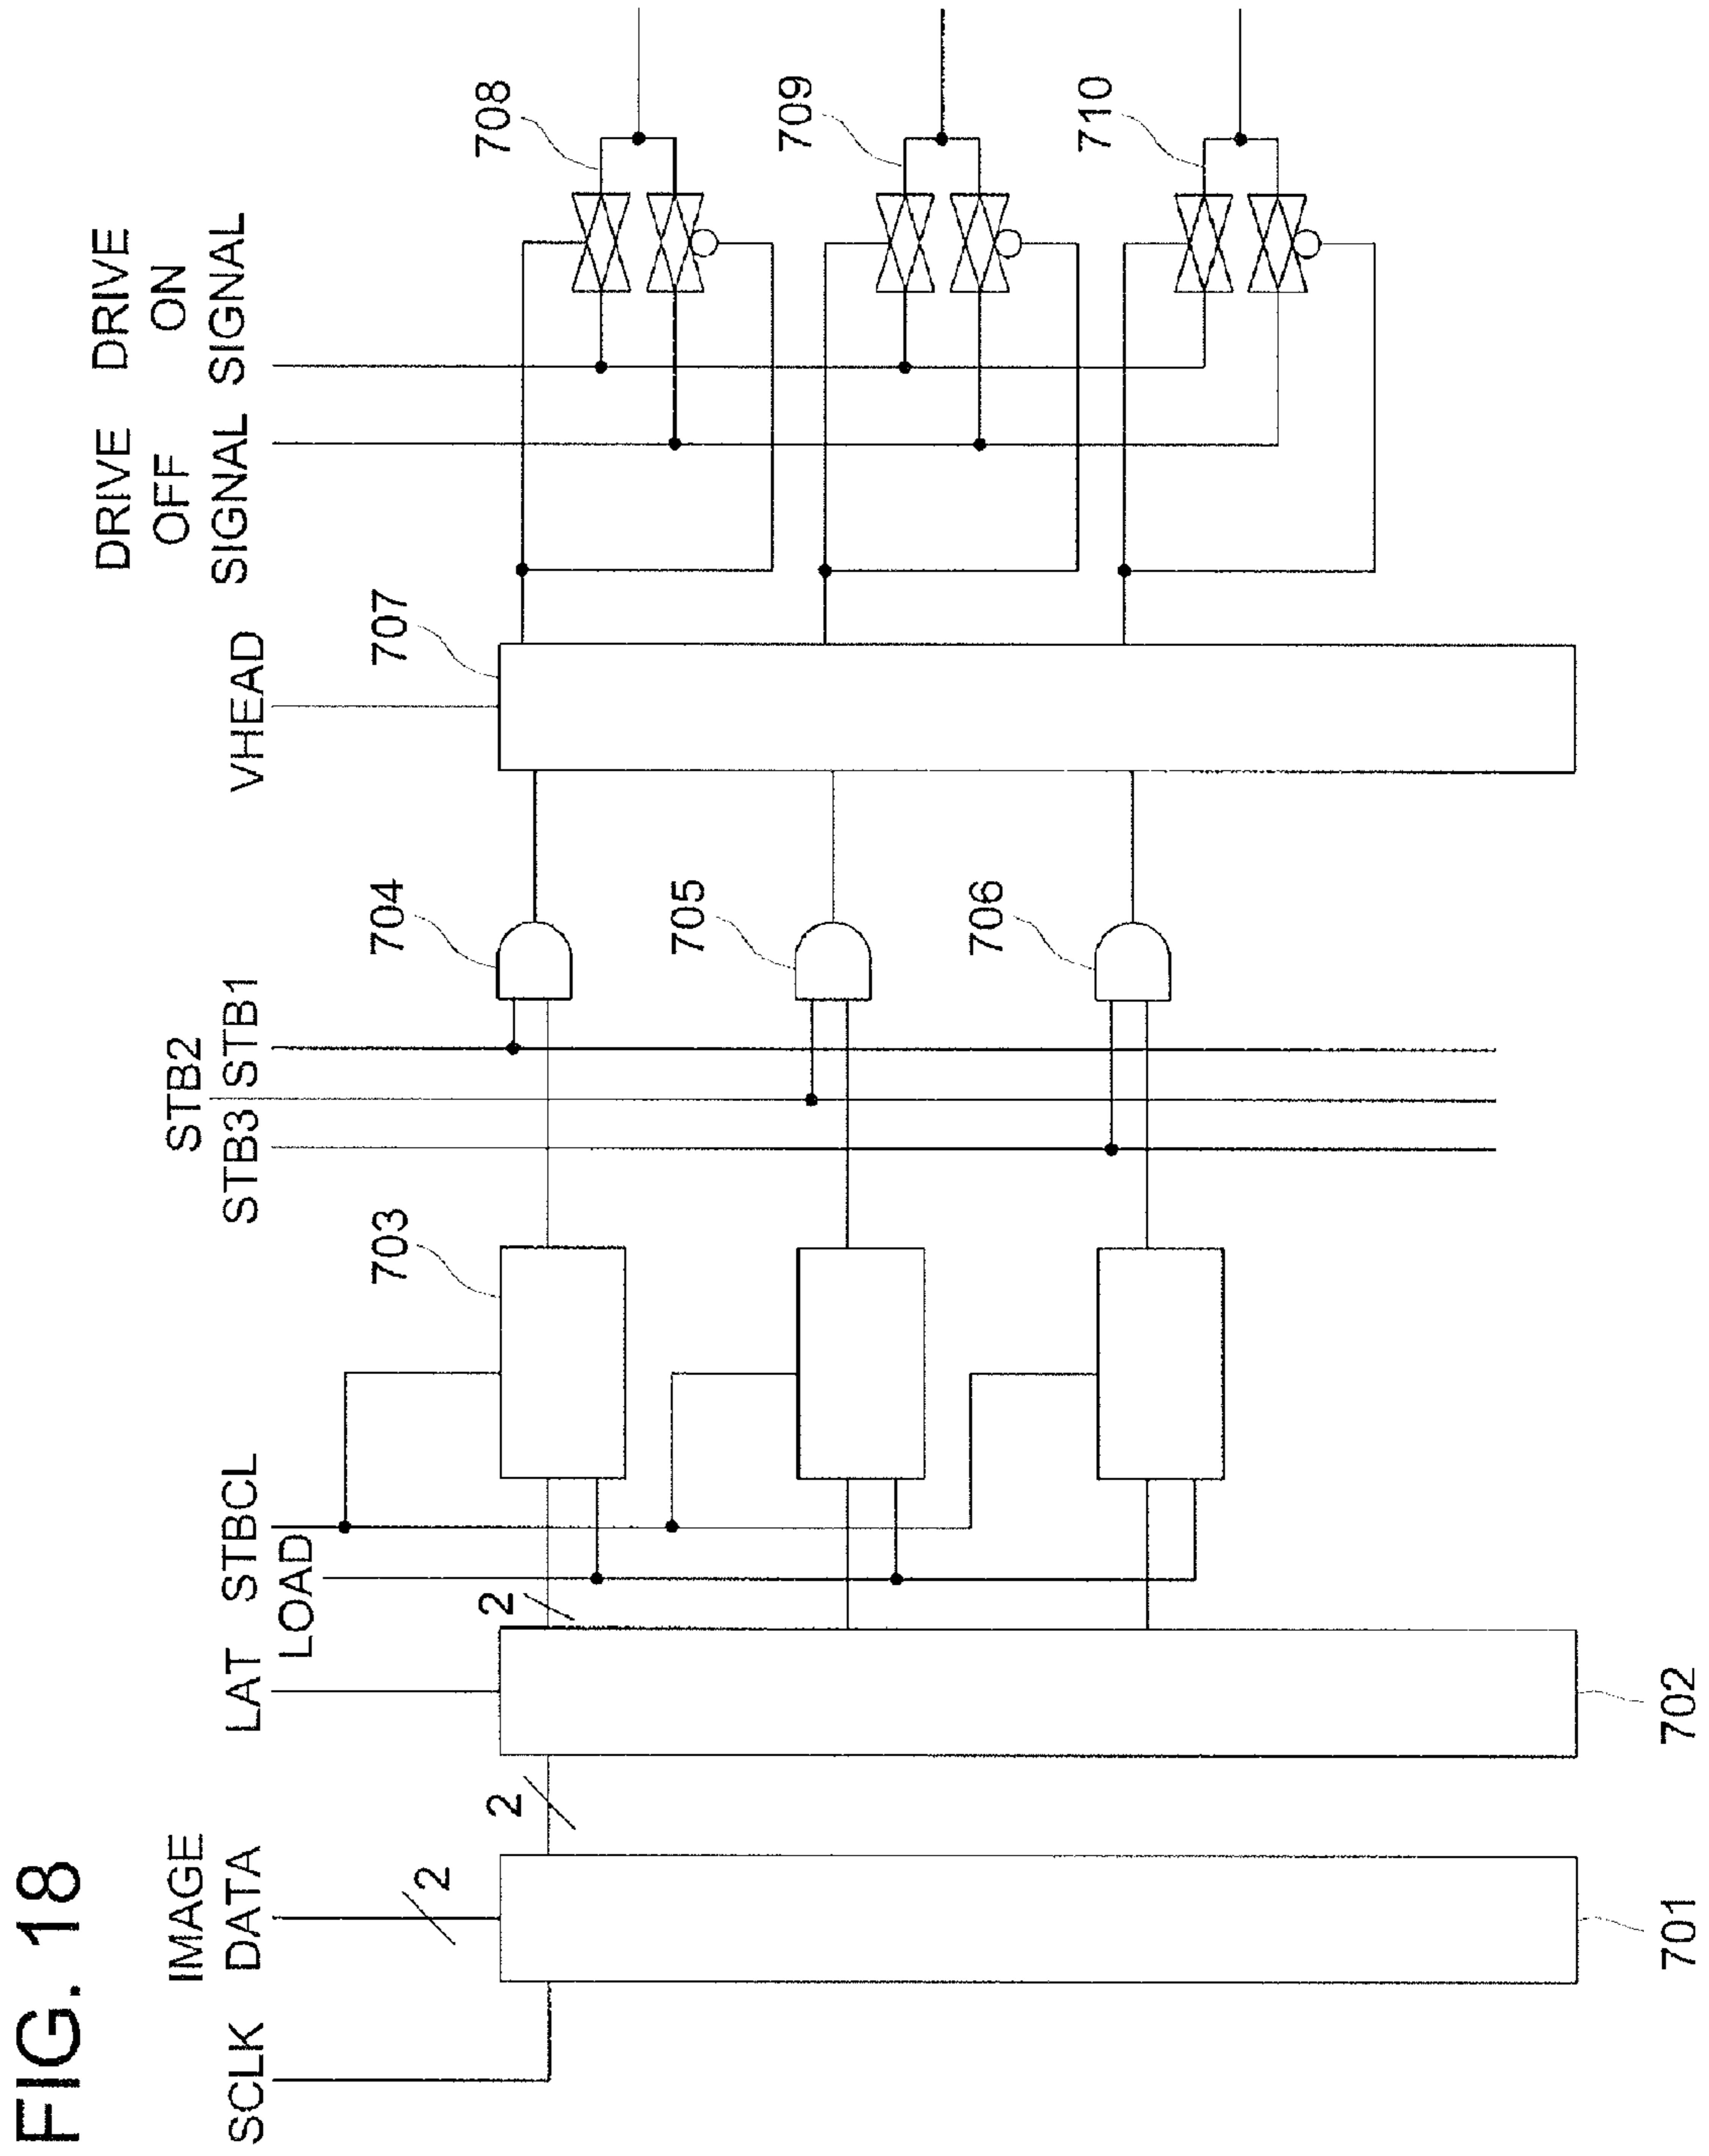 FIG. 18
SCLK
IMAGE
DATA
2
2
701
LAT
702
2
LOAD
STBCL
703
STB3
STB2
STB1
704
705
706
VHEAD
707
DRIVE
OFF
SIGNAL
DRIVE
ON
SIGNAL
708
709
710